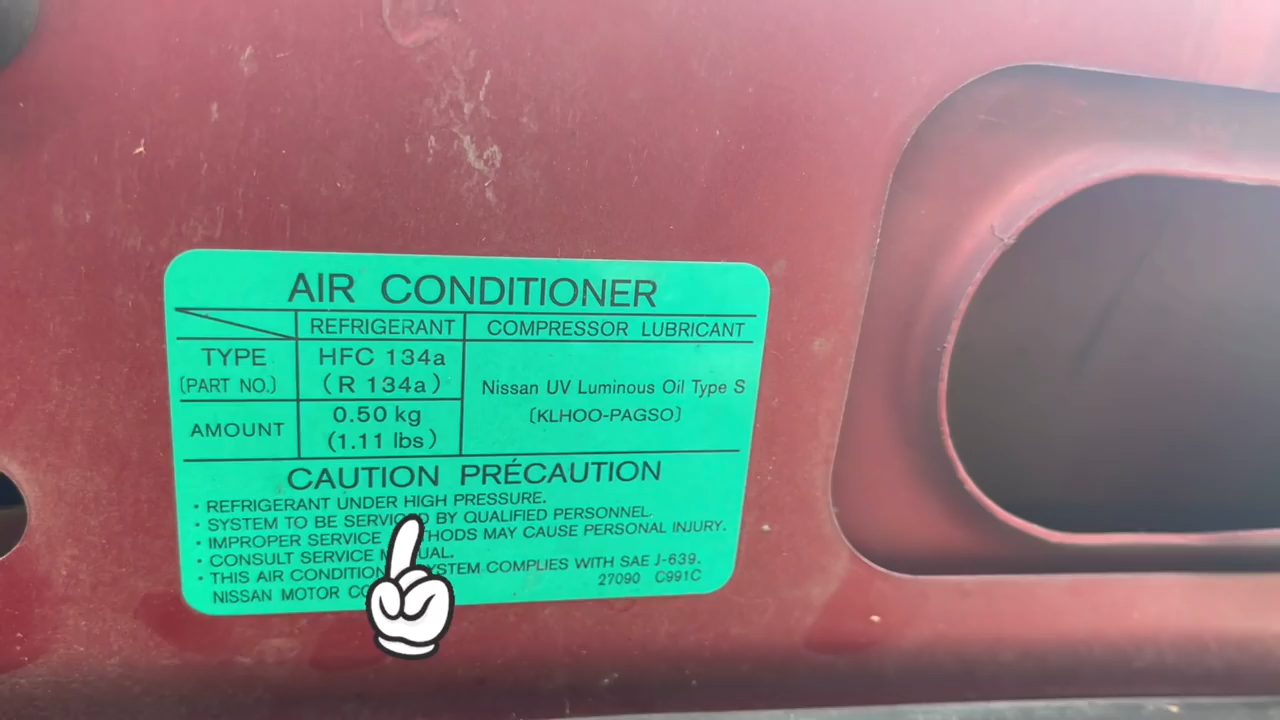 AIR CONDITIONER
REFRIGERANT COMPRESSOR LUBRICANT
TYPE
(PART NO.)
HFC 134a
(R 134a)
Nissan UV Luminous Oil Type S
(KLHOO-PAGSO)
AMOUNT
0.50 kg
(1.11 lbs)
CAUTION PRÉCAUTION
• REFRIGERANT UNDER HIGH PRESSURE.
• SYSTEM TO BE BY QUALIFIED PERSONNEL.
• IMPROPER SERVICE MAY CAUSE PERSONAL INJURY.
• CONSULT SERVICE
• THIS AIR COMPLIES WITH SAE J-639.
NISSAN MOTOR 27090 C991C